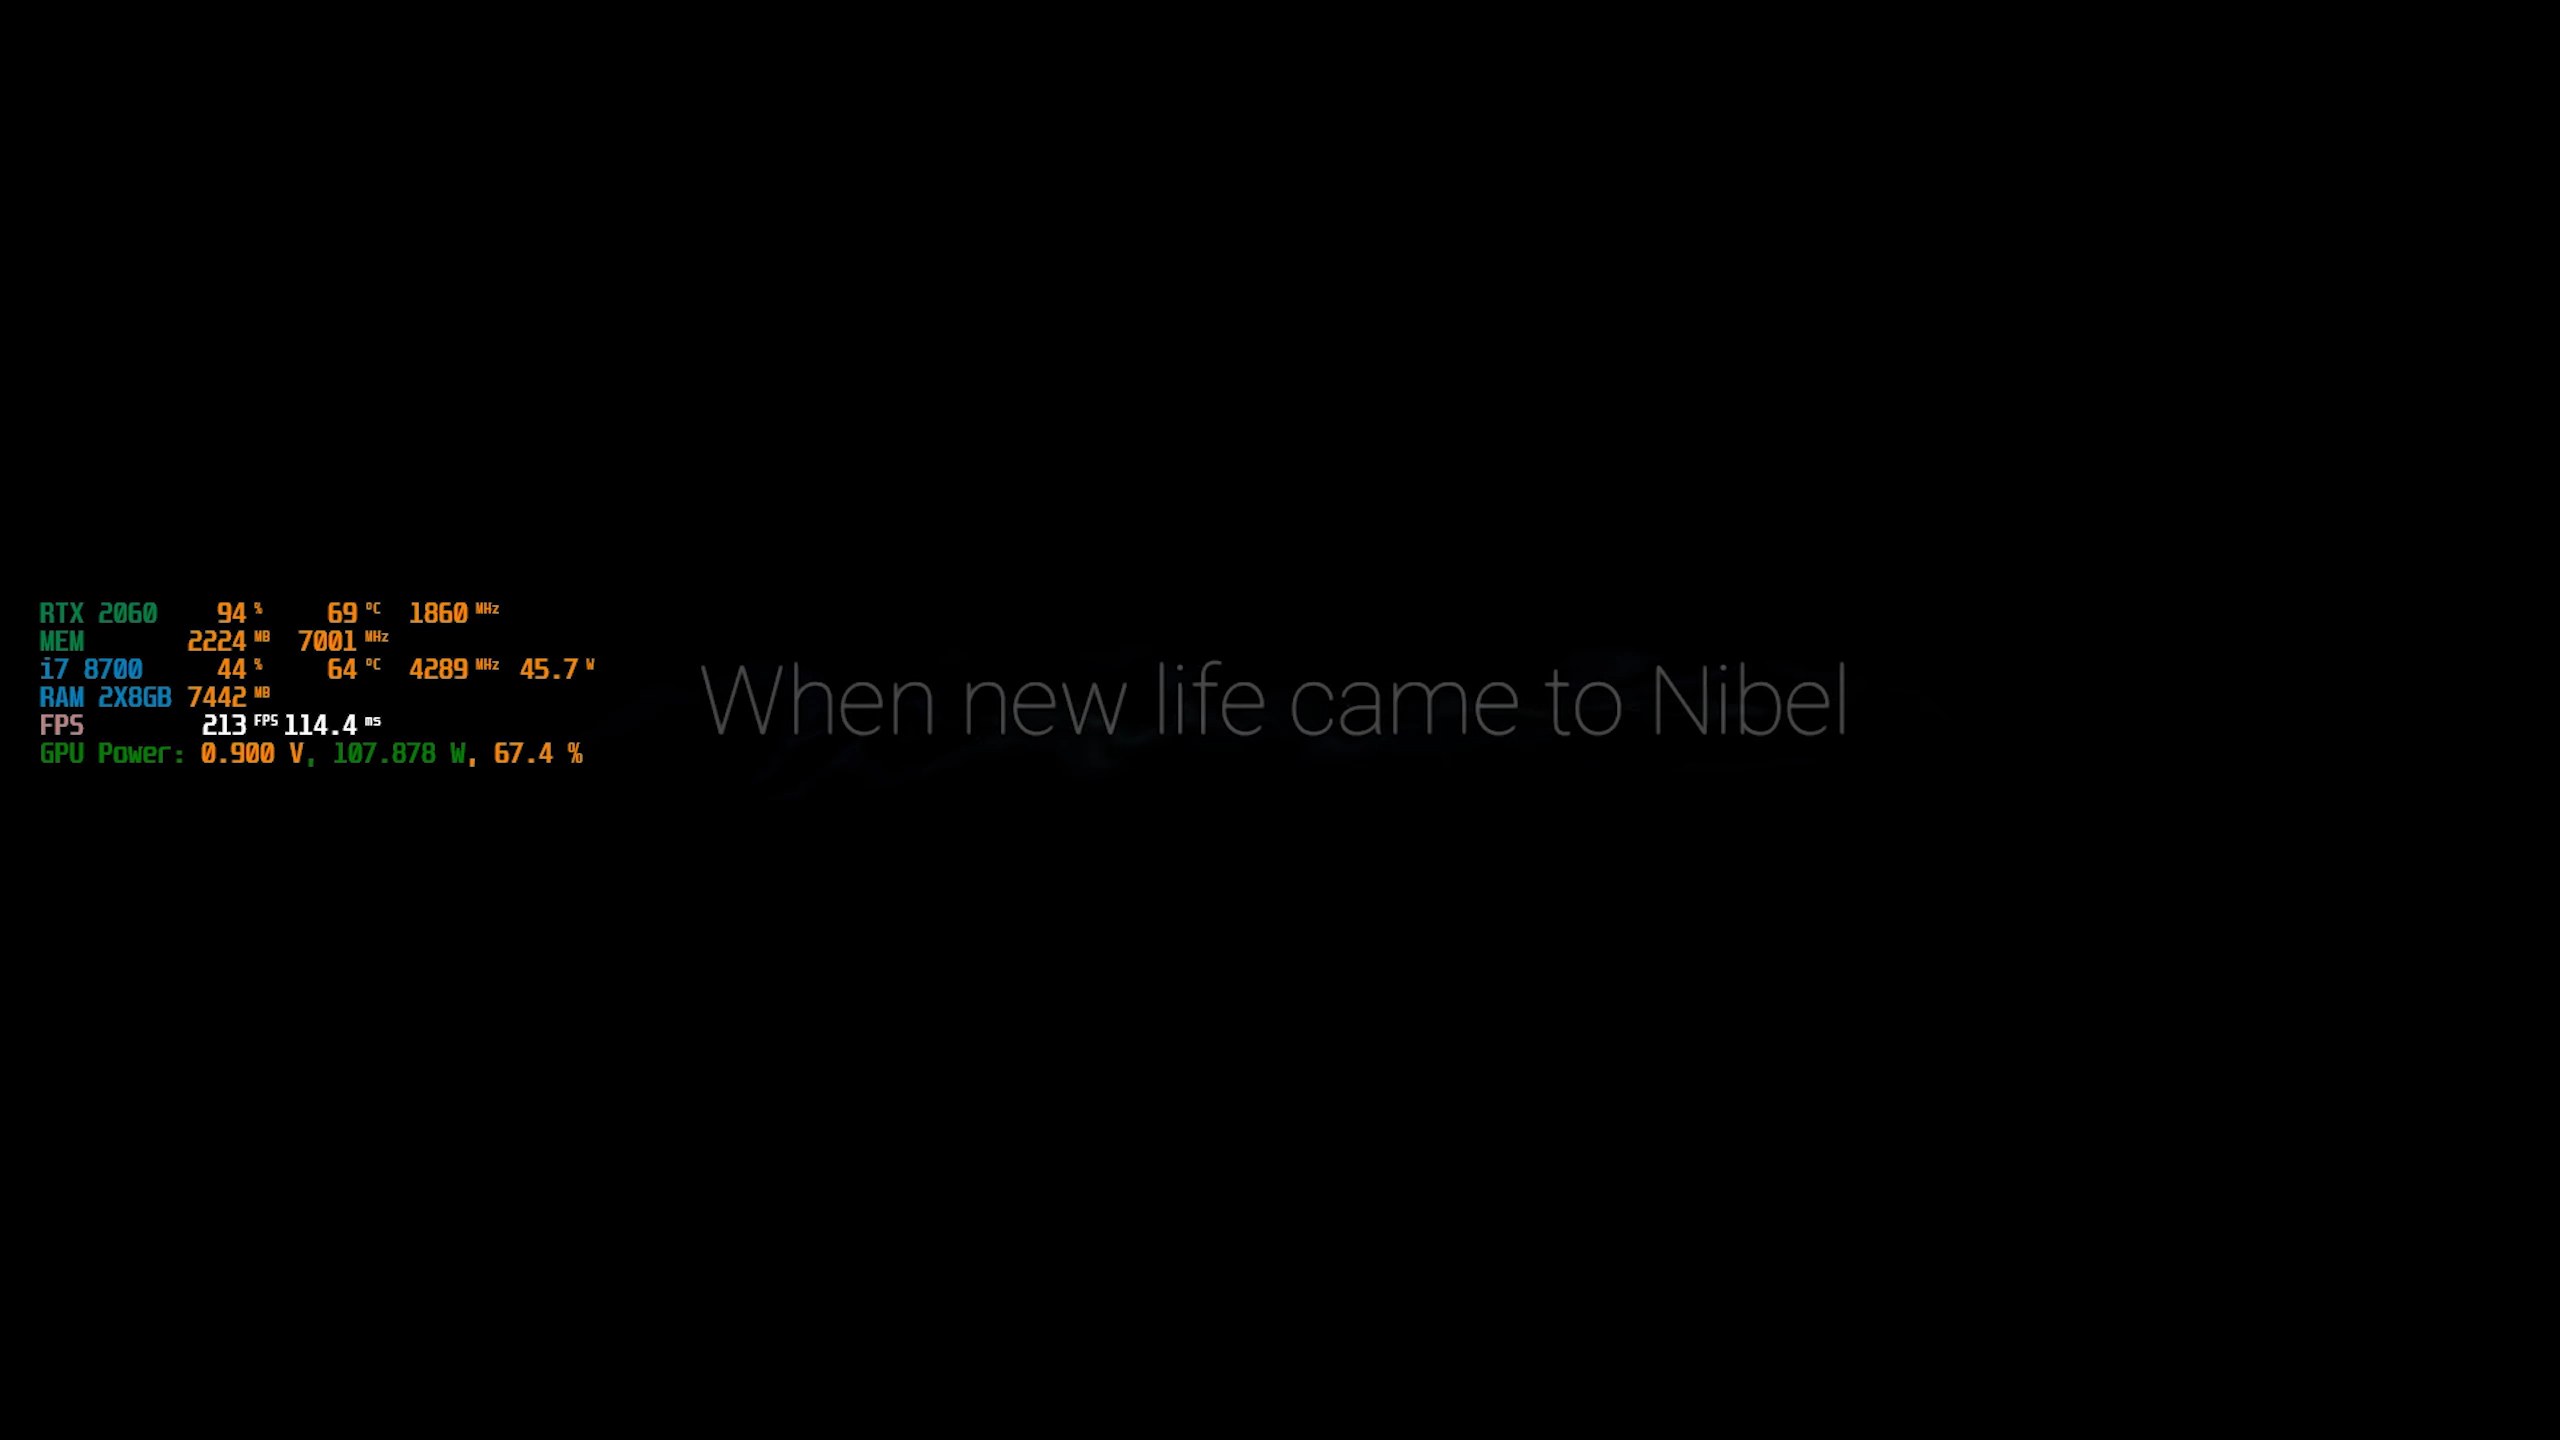 RTX 2060 94 % 69 °C 1860 MHz
MEM 2224 MB 7001 MHz
i7 8700 44 % 64 °C 4289 MHz 45.7 W
RAM 2X8GB 7442 MB
FPS 213 FPS 114.4 ms
GPU Power: 0.900 V, 107.878 W, 67.4 %
When new life came to Nibel